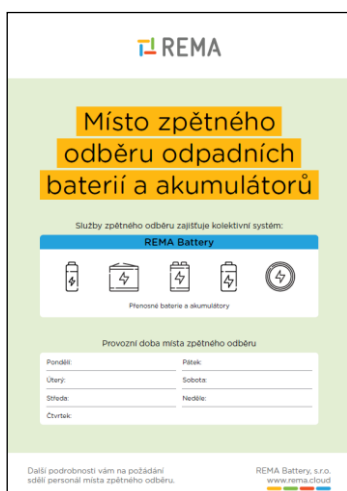 REMA
Místo zpětného
odběru odpadních
baterií a akumulátorů
Služby zpětného odběru zajišťuje kolektivní systém:
REMA Battery
Přenosné baterie a akumulátory
Provozní doba místa zpětného odběru
Pondělí:
Pátek:
Úterý:
Sobota:
Středa:
Neděle:
Čtvrtek:
Další podrobnosti vám na požádání
sdělí personál místa zpětného odběru.
REMA Battery, s.r.o.
www.rema.cloud